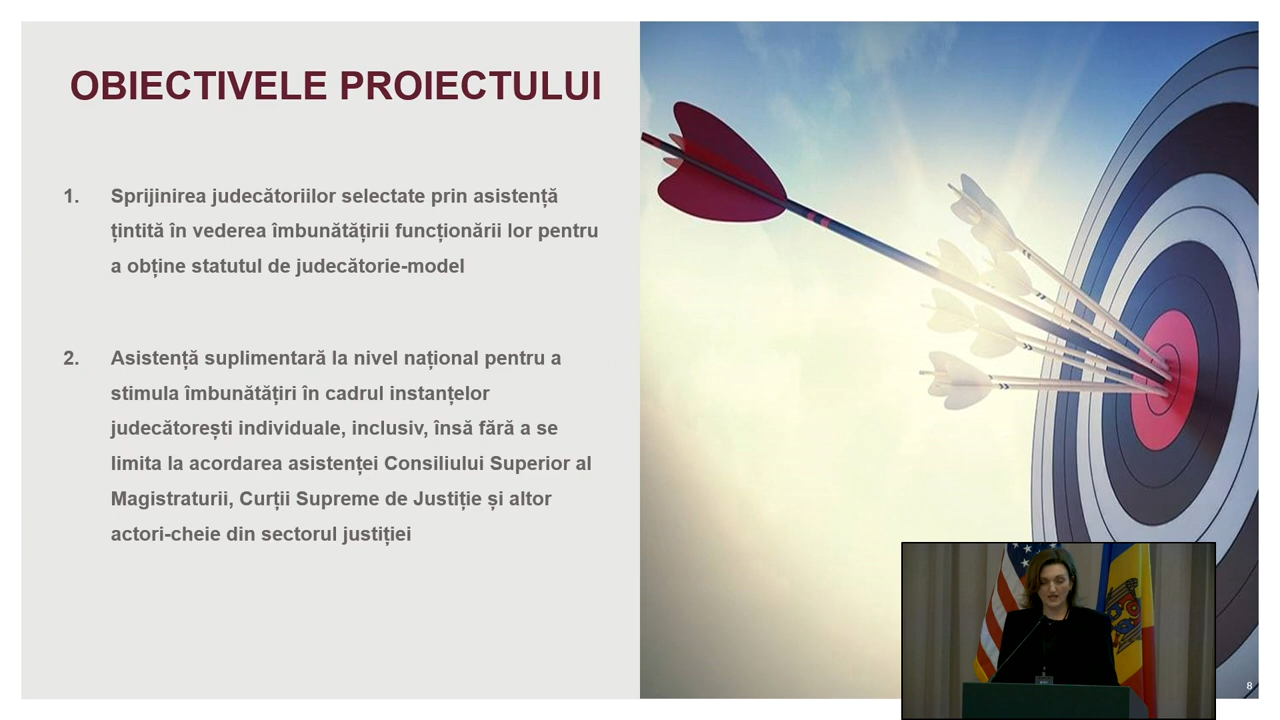 OBIECTIVELE PROIECTULUI
1. Sprijinirea judecătoriilor selectate prin asistență
țintită în vederea îmbunătățirii funcționării lor pentru
a obține statutul de judecătorie-model
2. Asistență suplimentară la nivel național pentru a
stimula îmbunătățiri în cadrul instanțelor
judecătorești individuale, inclusiv, însă fără a se
limita la acordarea asistenței Consiliului Superior al
Magistraturii, Curții Supreme de Justiție și altor
actori-cheie din sectorul justiției
8